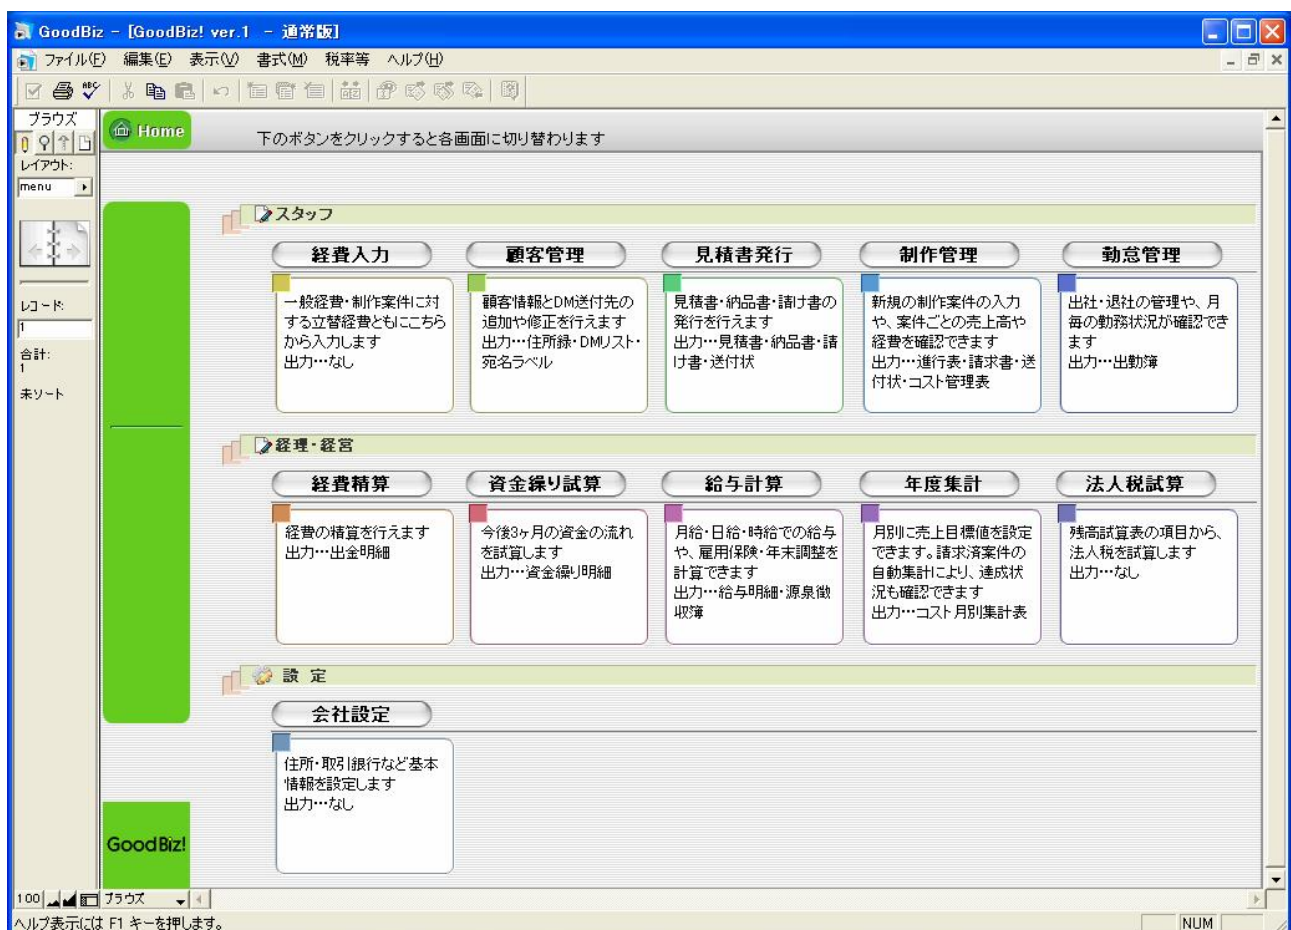 GoodBiz - [GoodBiz! ver.1 - 通常版]
ファイル(F) 編集(E) 表示(V) 書式(M) 税率等 ヘルプ(H)
ABC
ブラウズ
Home
下のボタンをクリックすると各画面に切り替わります
レイアウト:
menu
スタッフ
経費入力
一般経費・制作案件に対
する立替経費ともにこちら
から入力します
出力…なし
顧客管理
顧客情報とDM送付先の
追加や修正を行えます
出力…住所録・DMリスト・
宛名ラベル
見積書発行
見積書・納品書・請け書の
発行を行えます
出力…見積書・納品書・請
け書・送付状
制作管理
新規の制作案件の入力
や、案件ごとの売上高や
経費を確認できます
出力…進行表・請求書・送
付状・コスト管理表
勤怠管理
出社・退社の管理や、月
毎の勤務状況が確認でき
ます
出力…出勤簿
レコード:
1
合計:
1
未ソート
経理・経営
経費精算
経費の精算を行えます
出力…出金明細
資金繰り試算
今後3ヶ月の資金の流れ
を試算します
出力…資金繰り明細
給与計算
月給・日給・時給での給与
や、雇用保険・年末調整を
計算できます
出力…給与明細・源泉徴
収簿
年度集計
月別に売上目標値を設定
できます。請求済案件の
自動集計により、達成状
況も確認できます
出力…コスト月別集計表
法人税試算
残高試算表の項目から、
法人税を試算します
出力…なし
設 定
会社設定
住所・取引銀行など基本
情報を設定します
出力…なし
GoodBiz!
100 ブラウズ
ヘルプ表示には F1 キーを押します。
NUM